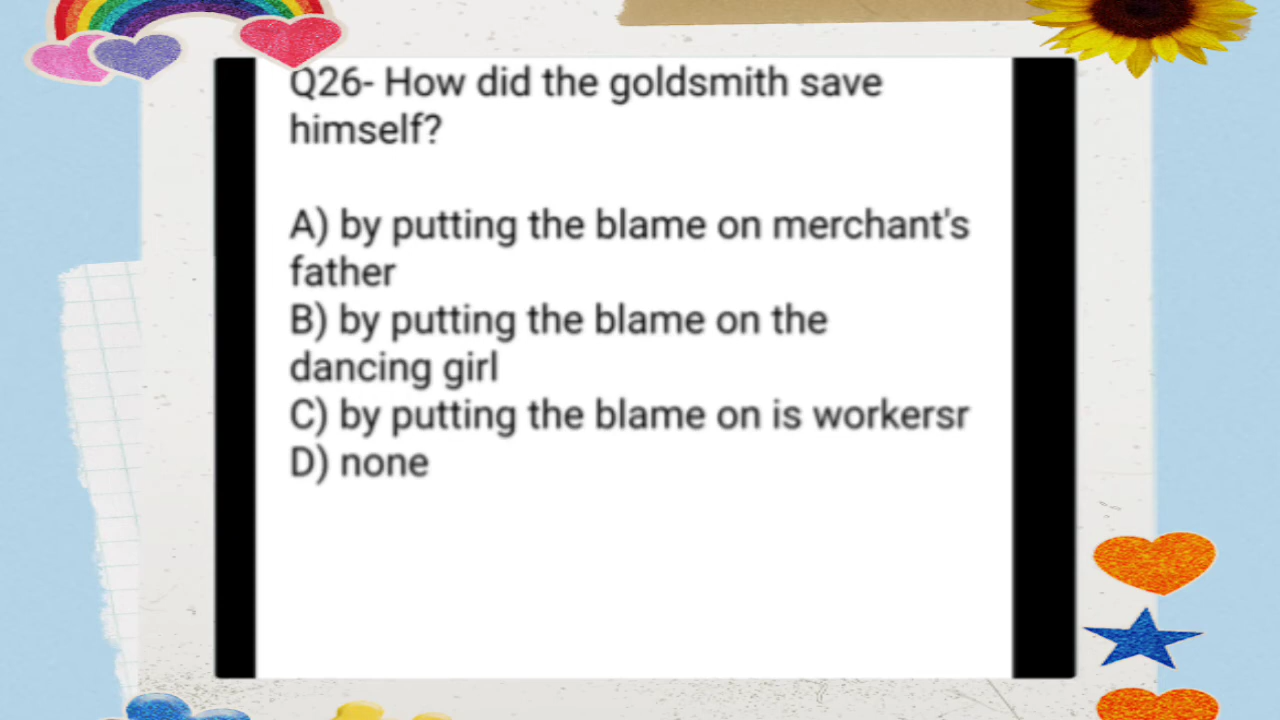 Q26- How did the goldsmith save
himself?
A) by putting the blame on merchant's
father
B) by putting the blame on the
dancing girl
C) by putting the blame on is workersr
D) none